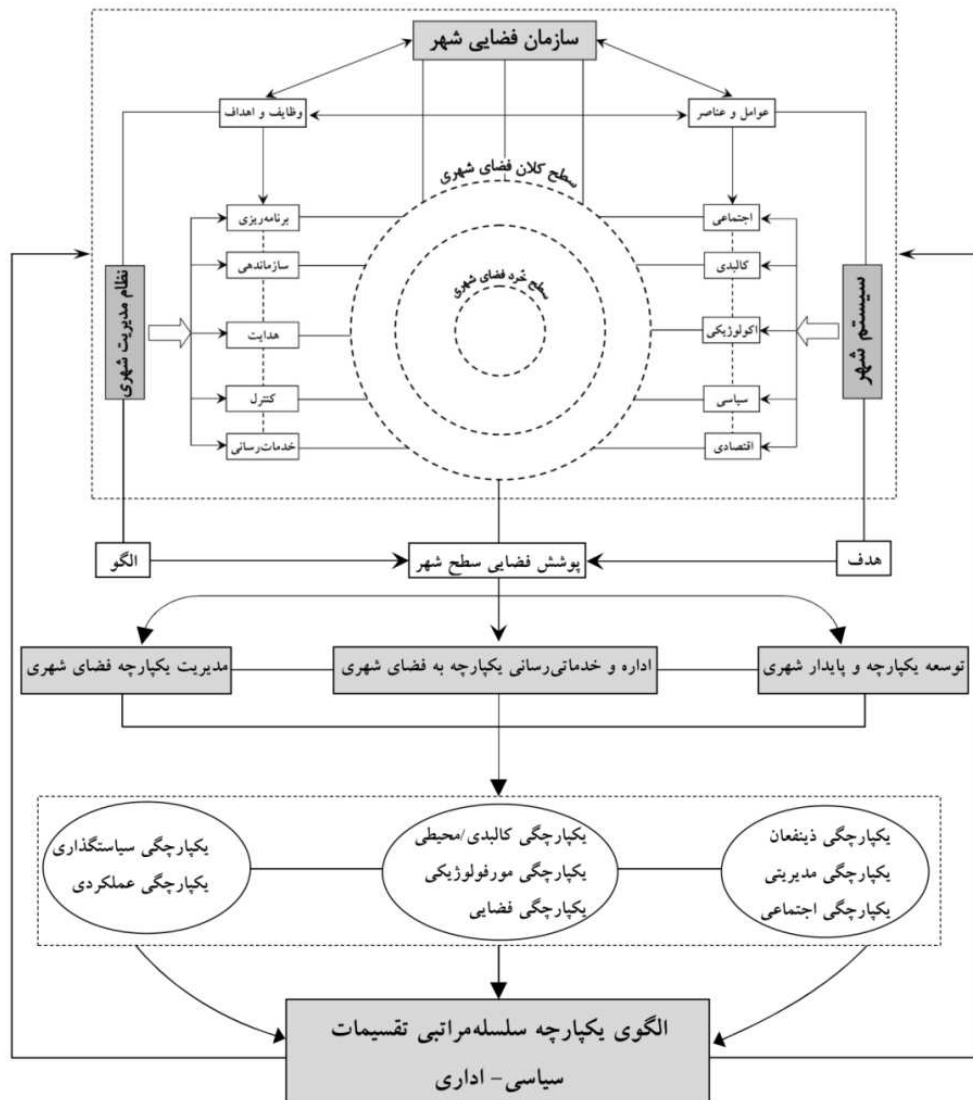 سازمان فضایی شهر
عوامل و عناصر
وظایف و اهداف
سطح کلان فضای شهری
سطح خُرد فضای شهری
سیستم شهر
اجتماعی
کالبدی
اکولوژیکی
سیاسی
اقتصادی
برنامه‌ریزی
سازماندهی
هدایت
کنترل
خدمات‌رسانی
نظام مدیریت شهری
هدف
پوشش فضایی سطح شهر
الگو
توسعه یکپارچه و پایدار شهری
اداره و خدماتی‌رسانی یکپارچه به فضای شهری
مدیریت یکپارچه فضای شهری
یکپارچگی ذینفعان
یکپارچگی مدیریتی
یکپارچگی اجتماعی
یکپارچگی کالبدی/محیطی
یکپارچگی مورفولوژیکی
یکپارچگی فضایی
یکپارچگی سیاستگذاری
یکپارچگی عملکردی
الگوی یکپارچه سلسله‌مراتبی تقسیمات
سیاسی- اداری